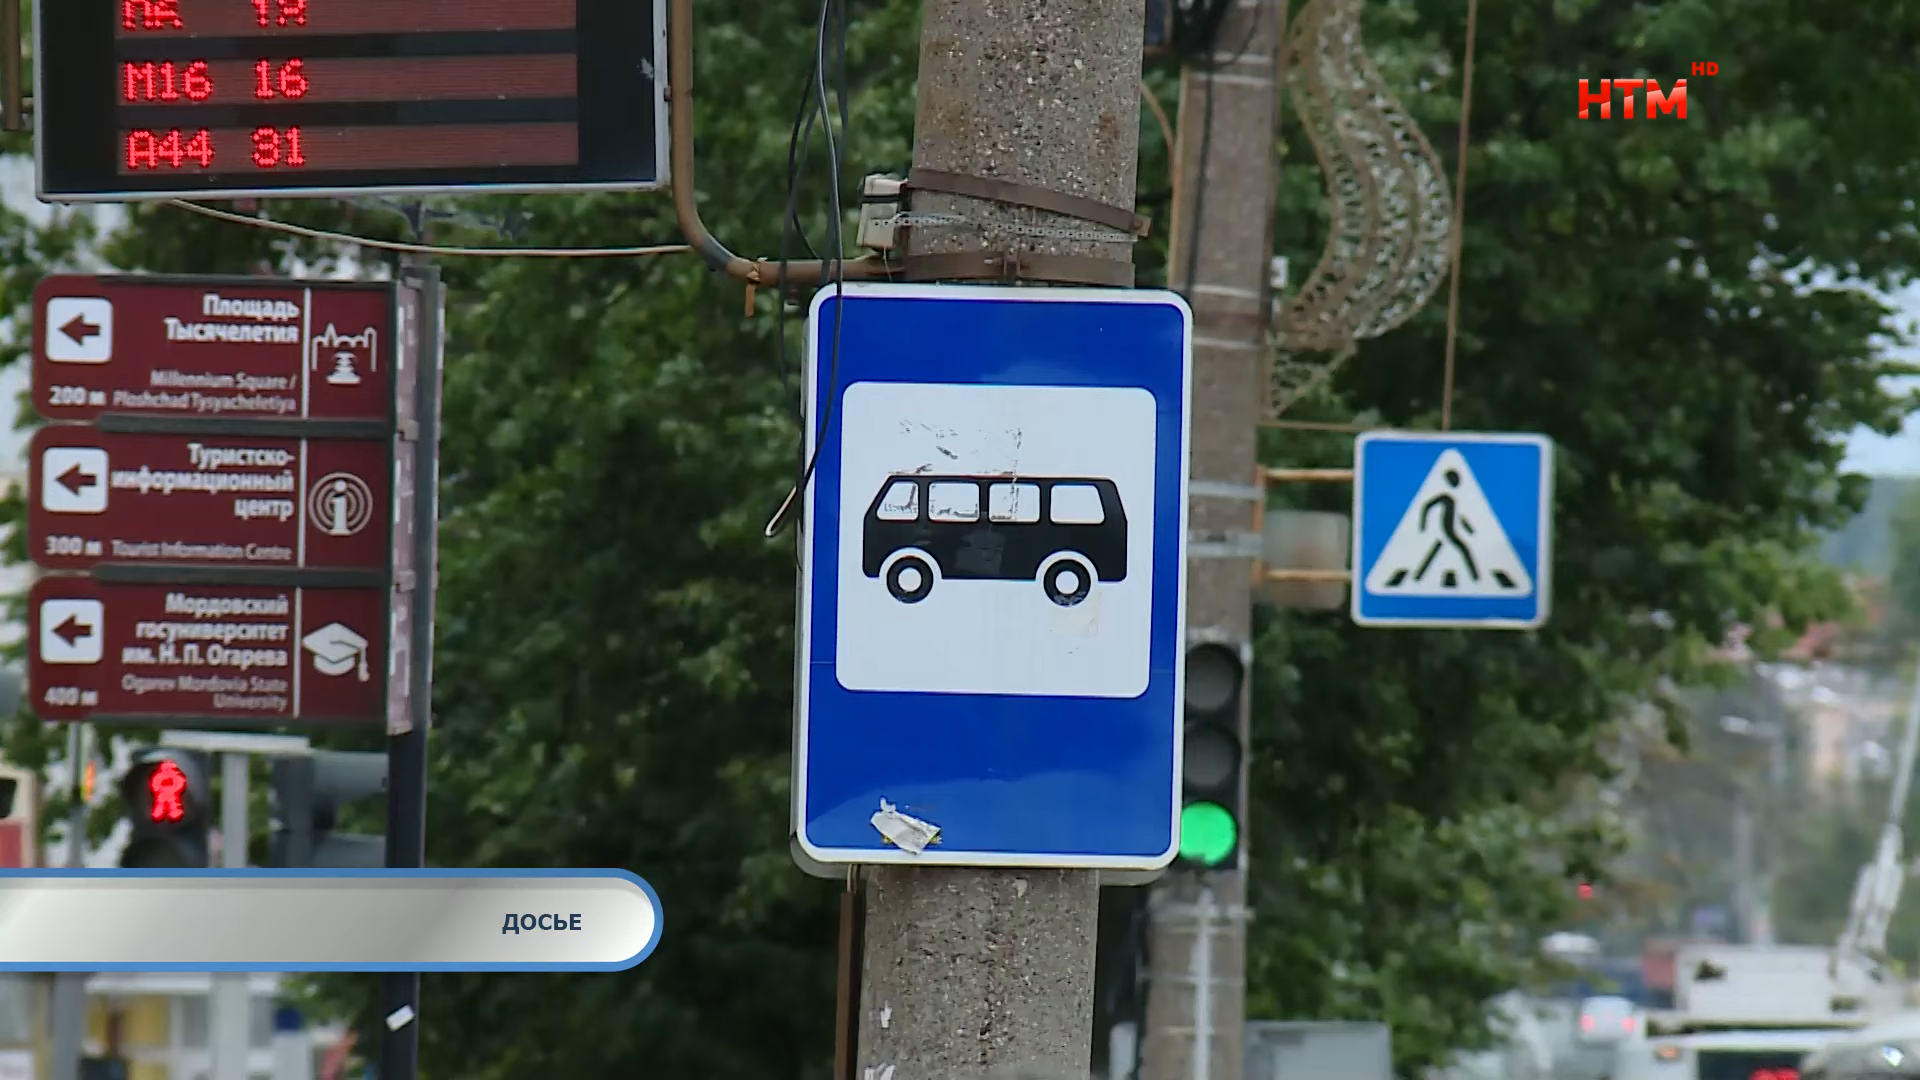 М16 16
А44 81
НТМ HD
Площадь
Тысячелетия
Millennium Square /
200 м Ploshchad Tysyacheletiya
Туристско-
информационный
центр
300 м Tourist Information Centre
Мордовский
госуниверситет
им. Н. П. Огарева
Ogarev Mordovia State
400 м University
ДОСЬЕ